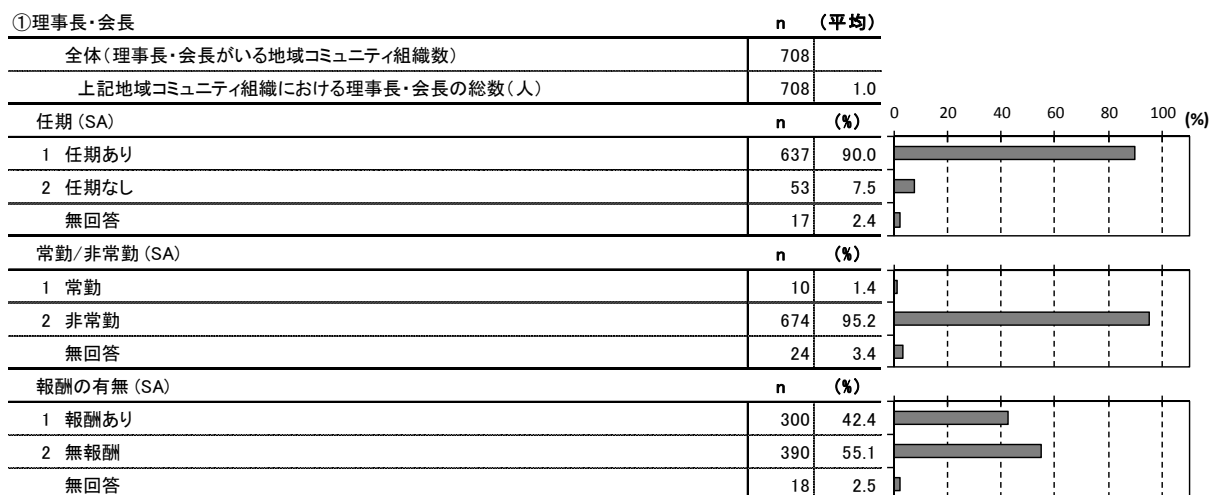 ①理事長・会長 n (平均)
全体(理事長・会長がいる地域コミュニティ組織数) 708
上記地域コミュニティ組織における理事長・会長の総数(人) 708 1.0
任期(SA) n (%) 0 20 40 60 80 100 (%)
1 任期あり 637 90.0
2 任期なし 53 7.5
無回答 17 2.4
常勤/非常勤(SA) n (%)
1 常勤 10 1.4
2 非常勤 674 95.2
無回答 24 3.4
報酬の有無(SA) n (%)
1 報酬あり 300 42.4
2 無報酬 390 55.1
無回答 18 2.5